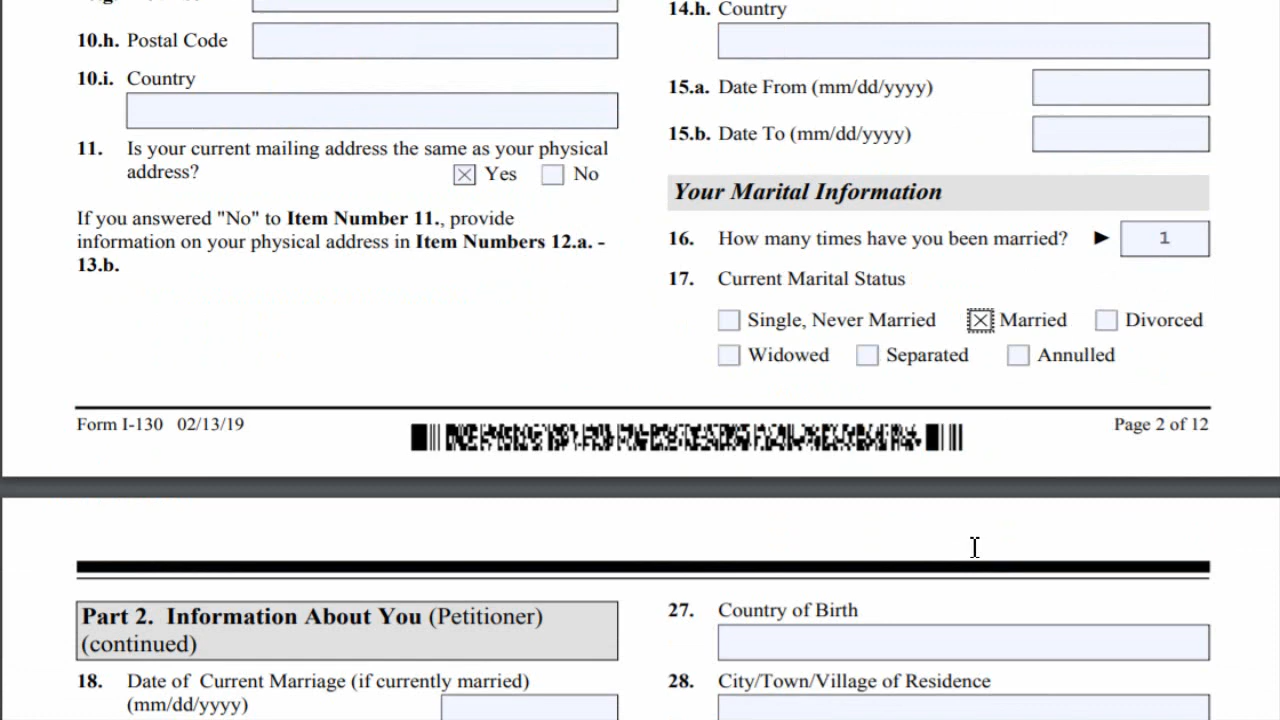 10.h. Postal Code
10.i. Country
11. Is your current mailing address the same as your physical
address? Yes No
If you answered "No" to Item Number 11., provide
information on your physical address in Item Numbers 12.a. -
13.b.
14.h. Country
15.a. Date From (mm/dd/yyyy)
15.b. Date To (mm/dd/yyyy)
Your Marital Information
16. How many times have you been married? 1
17. Current Marital Status
Single, Never Married Married Divorced
Widowed Separated Annulled
Form I-130 02/13/19
Page 2 of 12
Part 2. Information About You (Petitioner)
(continued)
18. Date of Current Marriage (if currently married)
(mm/dd/yyyy)
27. Country of Birth
28. City/Town/Village of Residence